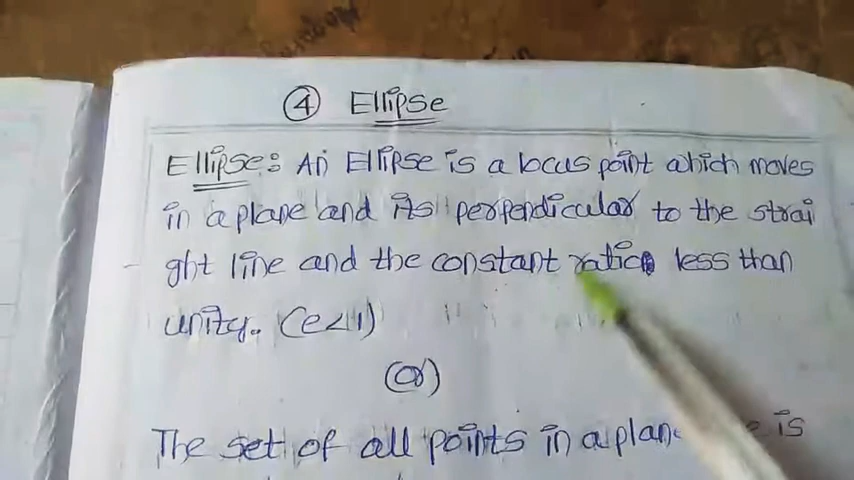 ④ Ellipse
Ellipse: An Ellipse is a locus point which moves
in a plane and its perpendicular to the strai
ght line and the constant ratio less than
unity. (e<1)
(or)
The set of all points in a plane is